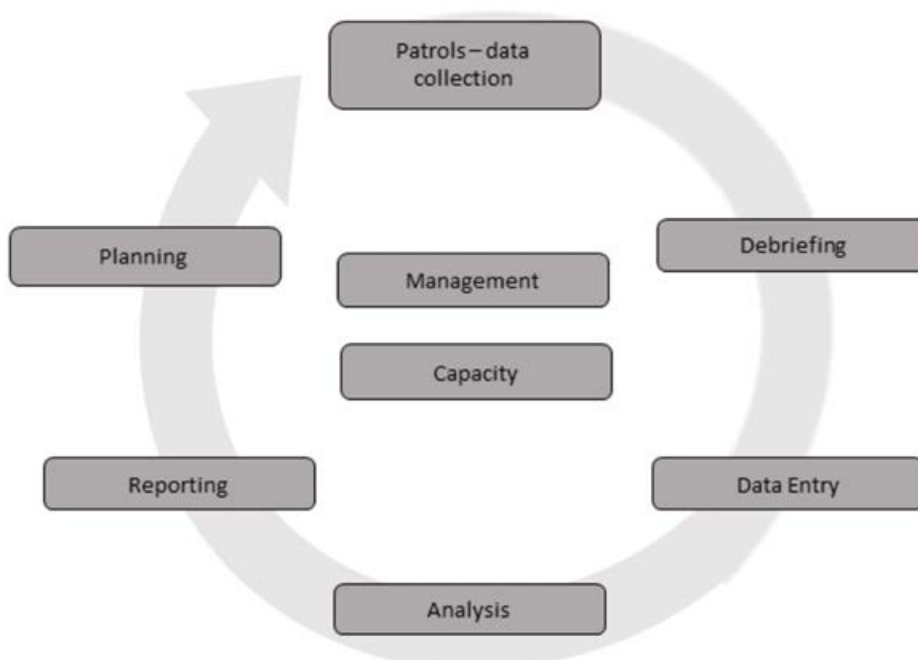 Patrols – data
collection
Planning
Debriefing
Management
Capacity
Reporting
Data Entry
Analysis